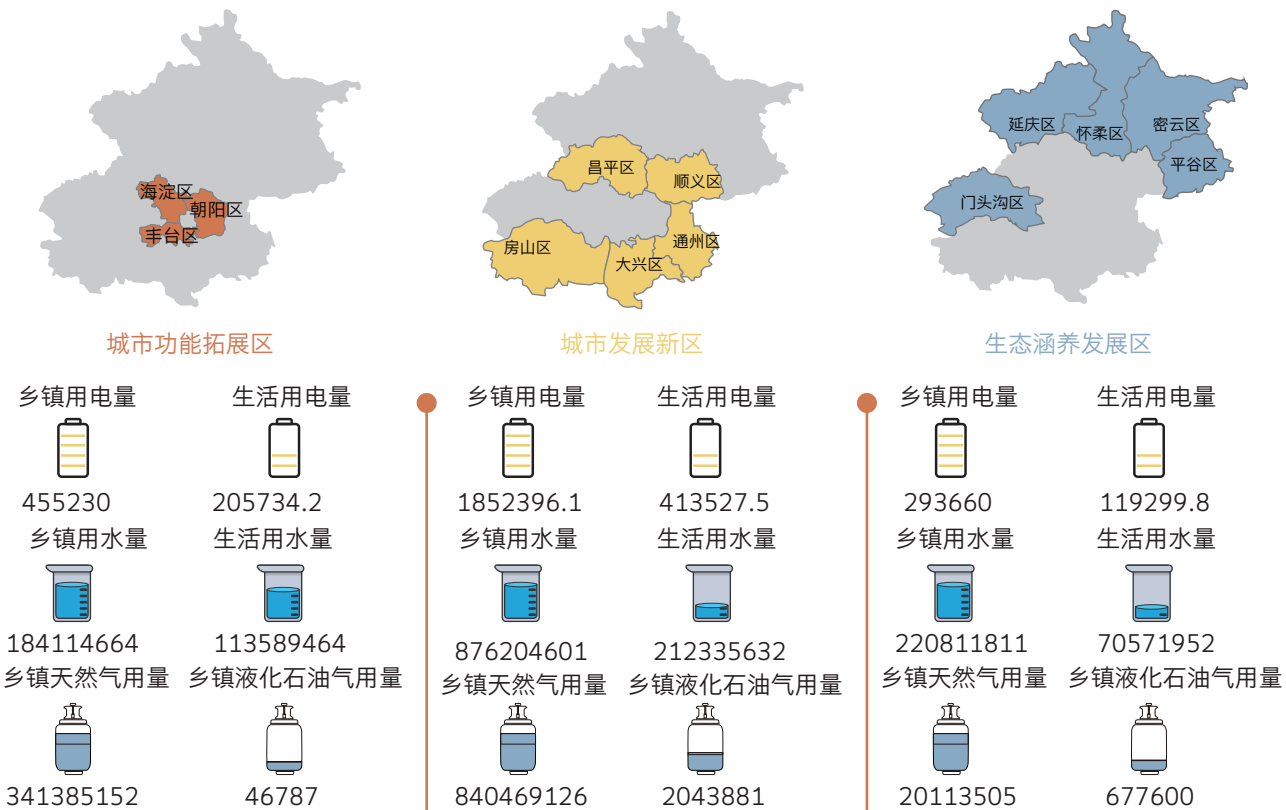 海淀区
朝阳区
丰台区
城市功能拓展区
乡镇用电量
生活用电量
455230
205734.2
乡镇用水量
生活用水量
184114664
113589464
乡镇天然气用量
乡镇液化石油气用量
341385152
46787
昌平区
顺义区
通州区
房山区
大兴区
城市发展新区
乡镇用电量
生活用电量
1852396.1
413527.5
乡镇用水量
生活用水量
876204601
212335632
乡镇天然气用量
乡镇液化石油气用量
840469126
2043881
延庆区
怀柔区
密云区
平谷区
门头沟区
生态涵养发展区
乡镇用电量
生活用电量
293660
119299.8
乡镇用水量
生活用水量
220811811
70571952
乡镇天然气用量
乡镇液化石油气用量
20113505
677600